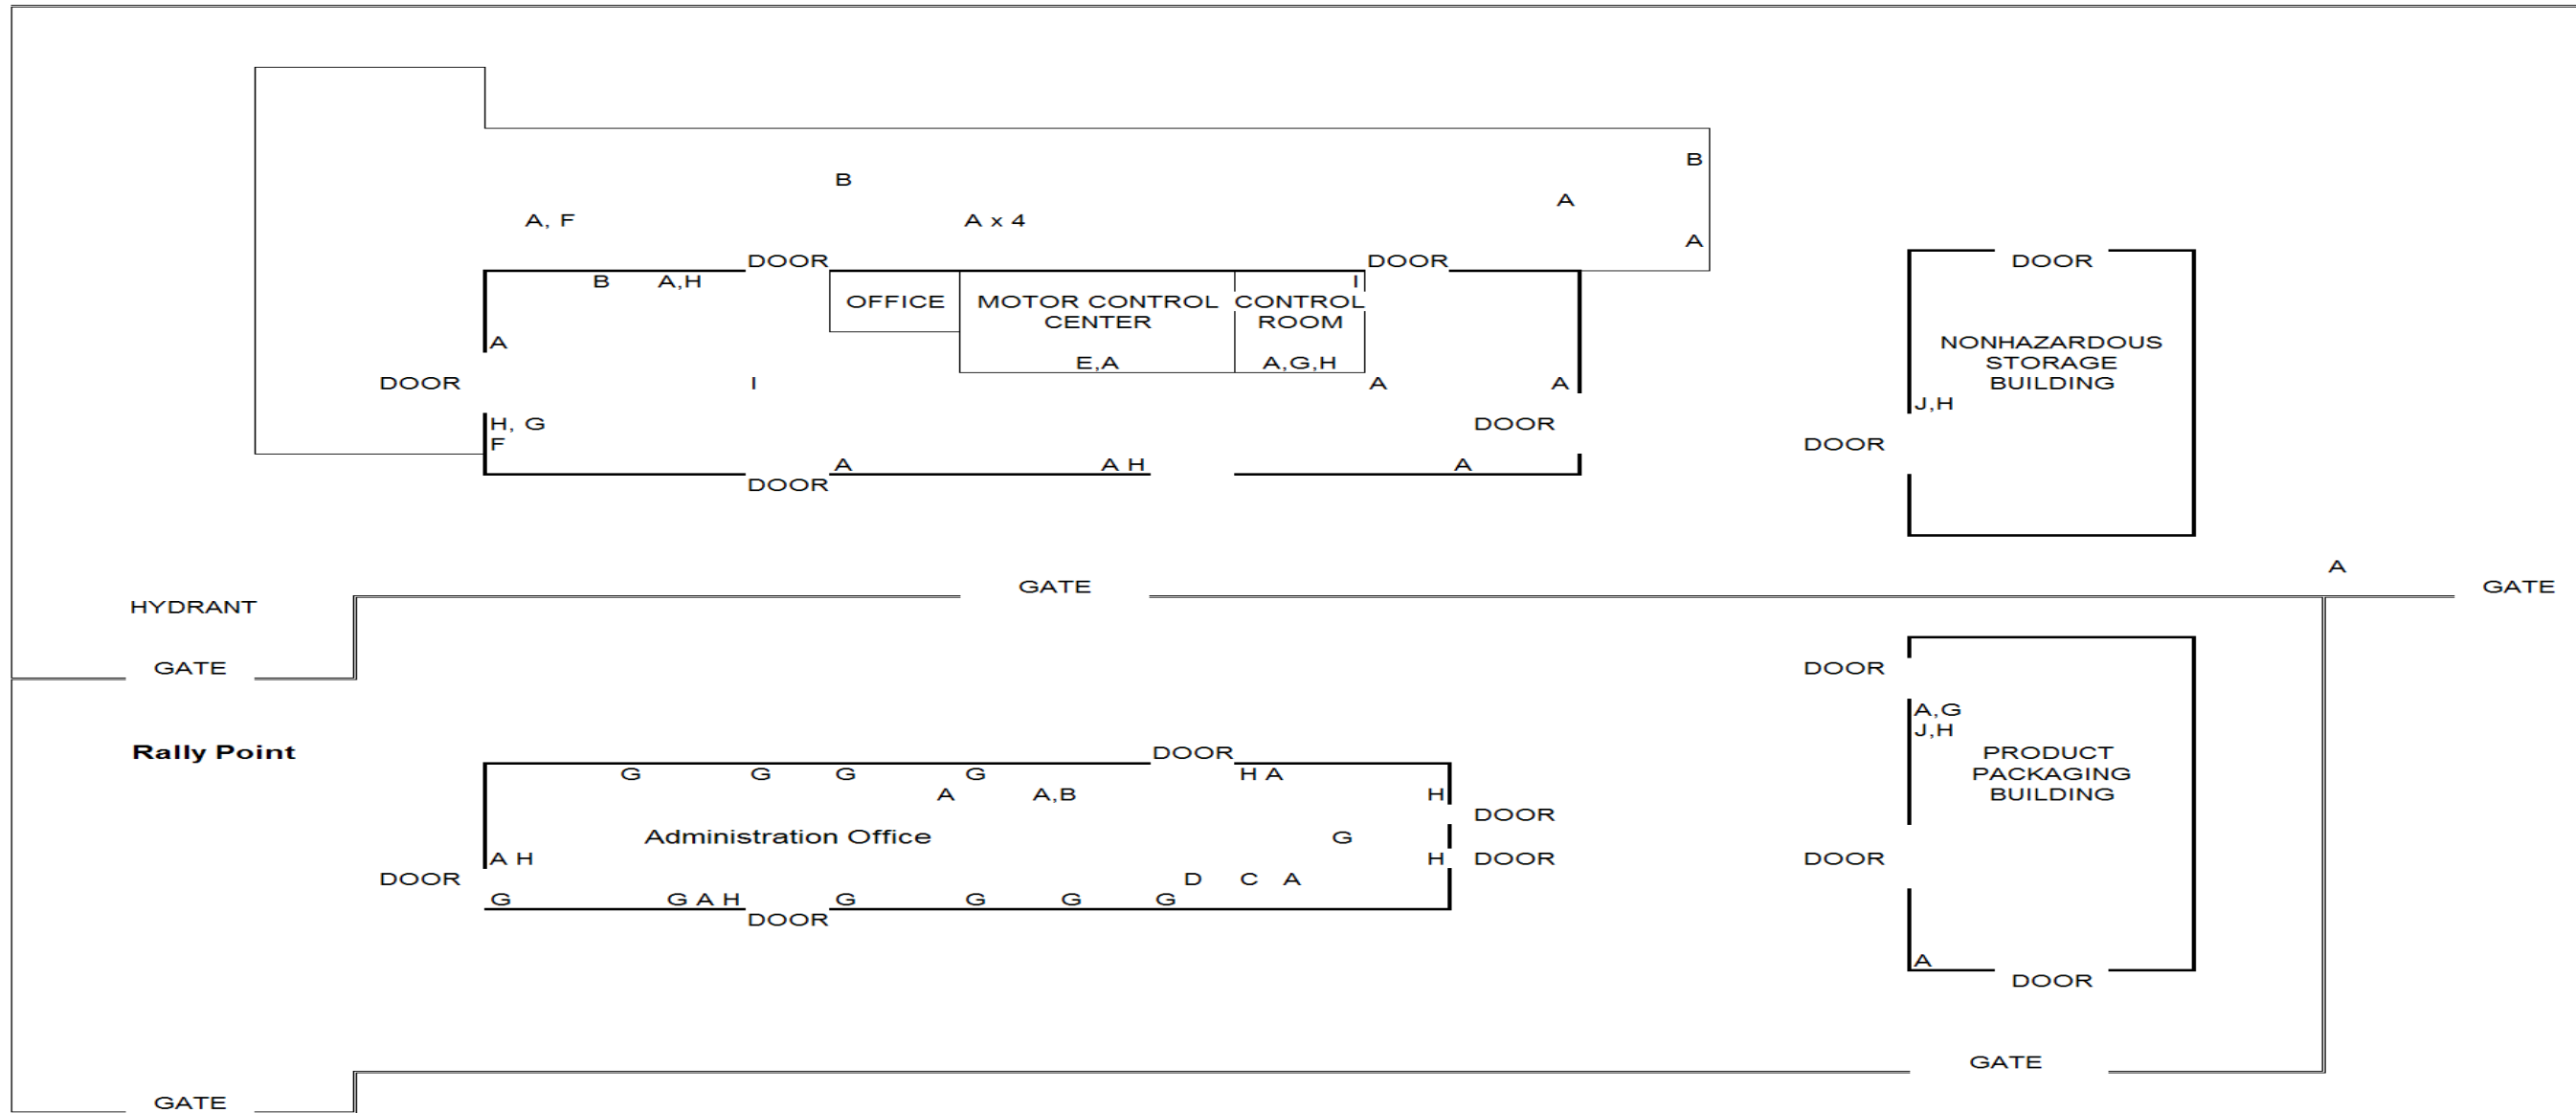 B
B
A
A, F
A x 4
A
DOOR
DOOR
DOOR
B
A,H
I
OFFICE
MOTOR CONTROL
CENTER
CONTROL
ROOM
A
NONHAZARDOUS
STORAGE
BUILDING
E,A
A,G,H
DOOR
I
A
A
J,H
H, G
F
DOOR
DOOR
A
A H
A
DOOR
A
GATE
GATE
HYDRANT
GATE
DOOR
A,G
J,H
Rally Point
DOOR
PRODUCT
PACKAGING
BUILDING
G
G
G
G
H A
A
A,B
H
DOOR
Administration Office
G
A H
H
DOOR
DOOR
DOOR
D
C
A
G
G A H
G
G
G
G
DOOR
A
DOOR
GATE
GATE